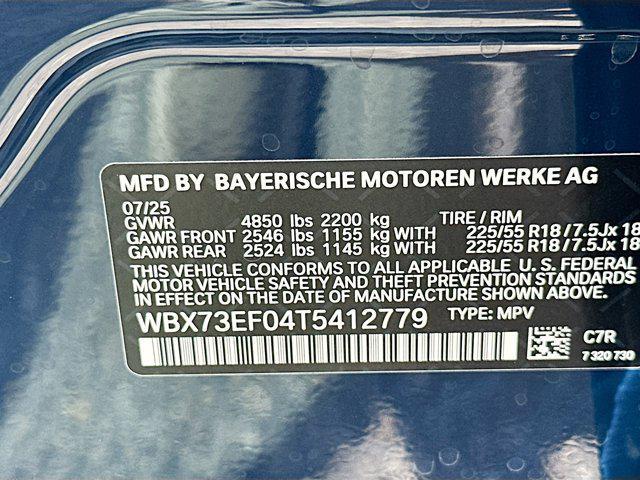 MFD BY BAYERISCHE MOTOREN WERKE AG
07/25
GVWR 4850 lbs 2200 kg TIRE / RIM
GAWR FRONT 2546 lbs 1155 kg WITH 225/55 R18 / 7.5Jx 18
GAWR REAR 2524 lbs 1145 kg WITH 225/55 R18 / 7.5Jx 18
THIS VEHICLE CONFORMS TO ALL APPLICABLE U. S. FEDERAL
MOTOR VEHICLE SAFETY AND THEFT PREVENTION STANDARDS
IN EFFECT ON THE DATE OF MANUFACTURE SHOWN ABOVE.
WBX73EF04T5412779 TYPE: MPV
C7R
7 320 730